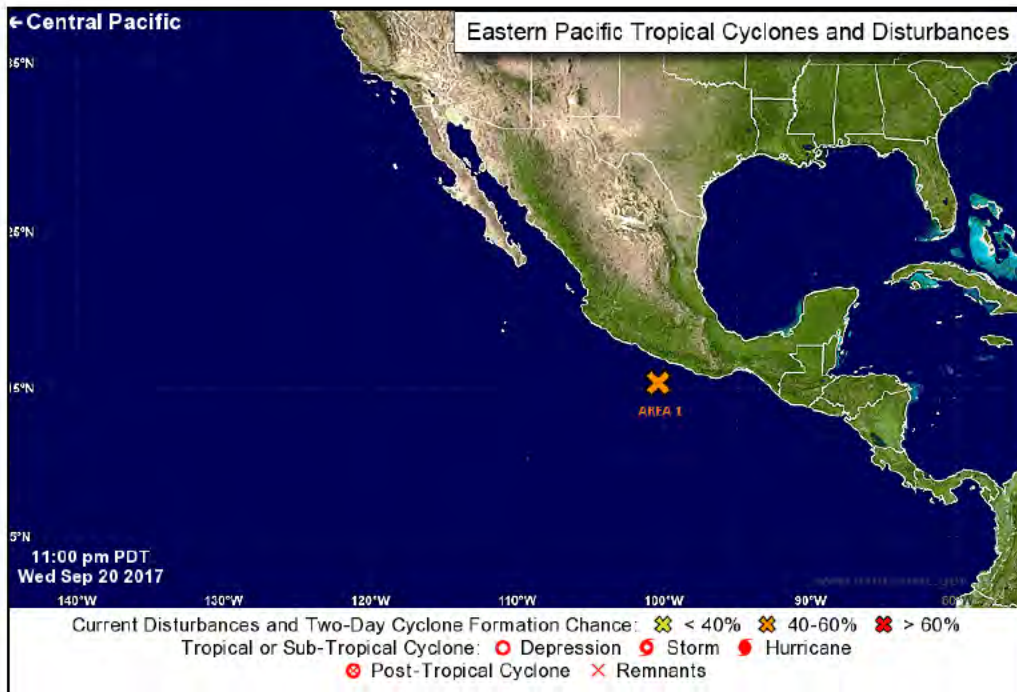 ←Central Pacific
Eastern Pacific Tropical Cyclones and Disturbances
35°N
25°N
15°N
AREA 1
5°N
11:00 pm PDT
Wed Sep 20 2017
140°W 130°W 120°W 110°W 100°W 90°W
Current Disturbances and Two-Day Cyclone Formation Chance: < 40% 40-60% > 60%
Tropical or Sub-Tropical Cyclone: Depression Storm Hurricane
Post-Tropical Cyclone Remnants